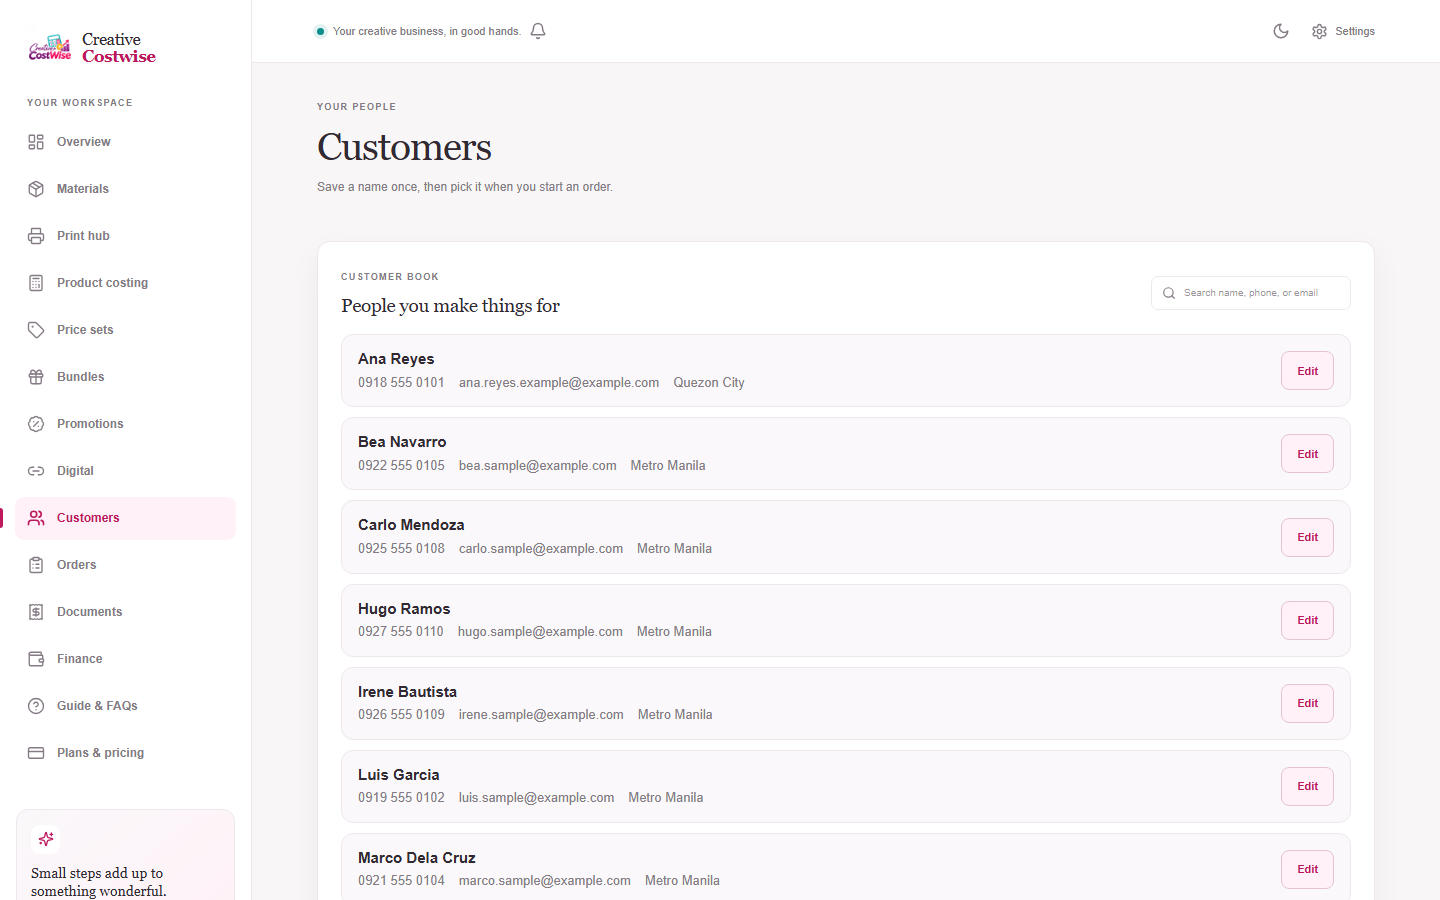 Creative
Costwise
Creative
CostWise
YOUR WORKSPACE
Overview
Materials
Print hub
Product costing
Price sets
Bundles
Promotions
Digital
Customers
Orders
Documents
Finance
Guide & FAQs
Plans & pricing
Small steps add up to
something wonderful.
Your creative business, in good hands.
Settings
YOUR PEOPLE
Customers
Save a name once, then pick it when you start an order.
CUSTOMER BOOK
People you make things for
Search name, phone, or email
Ana Reyes
0918 555 0101 ana.reyes.example@example.com Quezon City
Edit
Bea Navarro
0922 555 0105 bea.sample@example.com Metro Manila
Edit
Carlo Mendoza
0925 555 0108 carlo.sample@example.com Metro Manila
Edit
Hugo Ramos
0927 555 0110 hugo.sample@example.com Metro Manila
Edit
Irene Bautista
0926 555 0109 irene.sample@example.com Metro Manila
Edit
Luis Garcia
0919 555 0102 luis.sample@example.com Metro Manila
Edit
Marco Dela Cruz
0921 555 0104 marco.sample@example.com Metro Manila
Edit